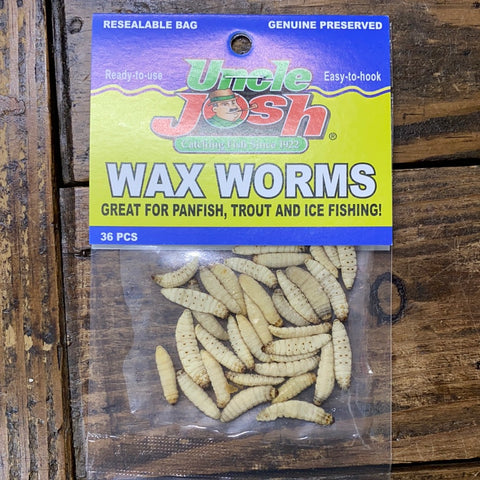 RESEALABLE BAG GENUINE PRESERVED
Ready-to-use Easy-to-hook
Uncle
Josh®
Catching Fish Since 1922
WAX WORMS
GREAT FOR PANFISH, TROUT AND ICE FISHING!
36 PCS